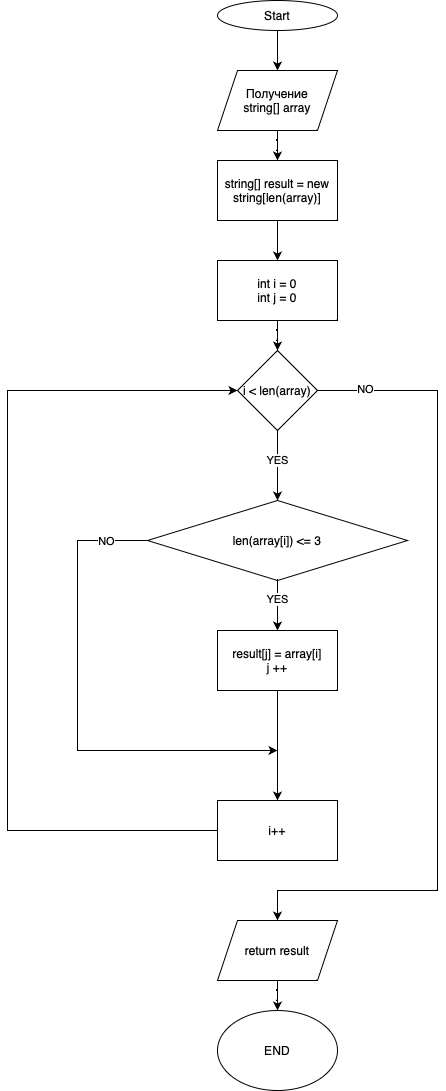 Start
Получение
string[] array
string[] result = new
string[len(array)]
int i = 0
int j = 0
i < len(array)
NO
YES
len(array[i]) <= 3
NO
YES
result[j] = array[i]
j ++
i++
return result
END